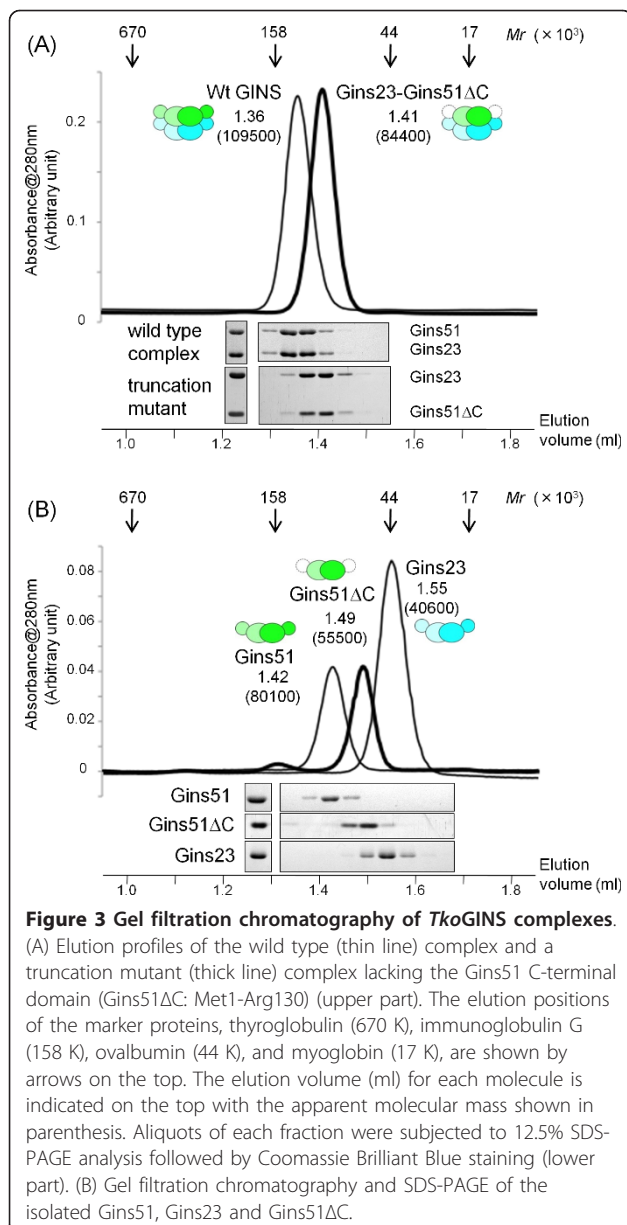 (A)
670 158 44 17 Mr (× 10³)
Wt GINS Gins23-Gins51ΔC
1.36 1.41
(109500) (84400)
Absorbance@280nm
(Arbitrary unit)
0.2
0.1
0
wild type
complex
Gins51
Gins23
truncation
mutant
Gins23
Gins51ΔC
Elution
volume (ml)
1.0 1.2 1.4 1.6 1.8
(B)
670 158 44 17 Mr (× 10³)
Gins23
1.55
(40600)
Gins51ΔC
1.49
(55500)
Gins51
1.42
(80100)
Absorbance@280nm
(Arbitrary unit)
0.08
0.06
0.04
0.02
0
Gins51
Gins51ΔC
Gins23
Elution
volume (ml)
1.0 1.2 1.4 1.6 1.8
Figure 3 Gel filtration chromatography of TkoGINS complexes.
(A) Elution profiles of the wild type (thin line) complex and a
truncation mutant (thick line) complex lacking the Gins51 C-terminal
domain (Gins51ΔC: Met1-Arg130) (upper part). The elution positions
of the marker proteins, thyroglobulin (670 K), immunoglobulin G
(158 K), ovalbumin (44 K), and myoglobin (17 K), are shown by
arrows on the top. The elution volume (ml) for each molecule is
indicated on the top with the apparent molecular mass shown in
parenthesis. Aliquots of each fraction were subjected to 12.5% SDS-
PAGE analysis followed by Coomassie Brilliant Blue staining (lower
part). (B) Gel filtration chromatography and SDS-PAGE of the
isolated Gins51, Gins23 and Gins51ΔC.